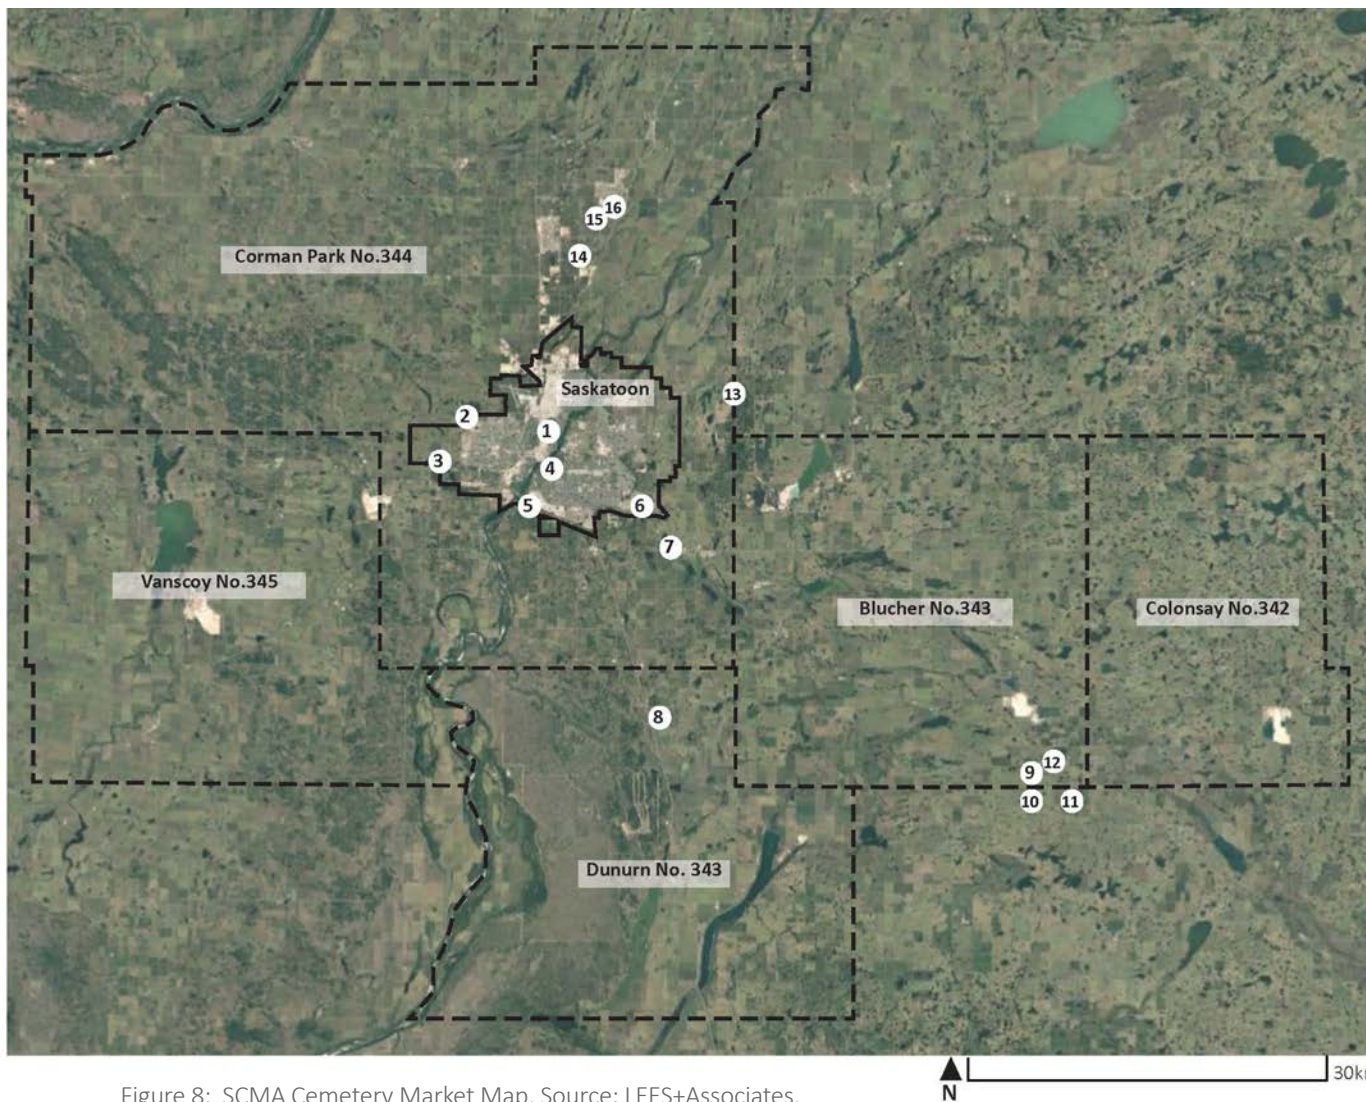 16
15
Corman Park No.344
14
Saskatoon
13
2
1
3
4
5
6
7
Vanscoy No.345
Blucher No.343
Colonsay No.342
8
12
9
10
11
Dunurn No. 343
30k
N
Figure 8: SCMA Cemetery Market Map. Source: LEES+Associates.